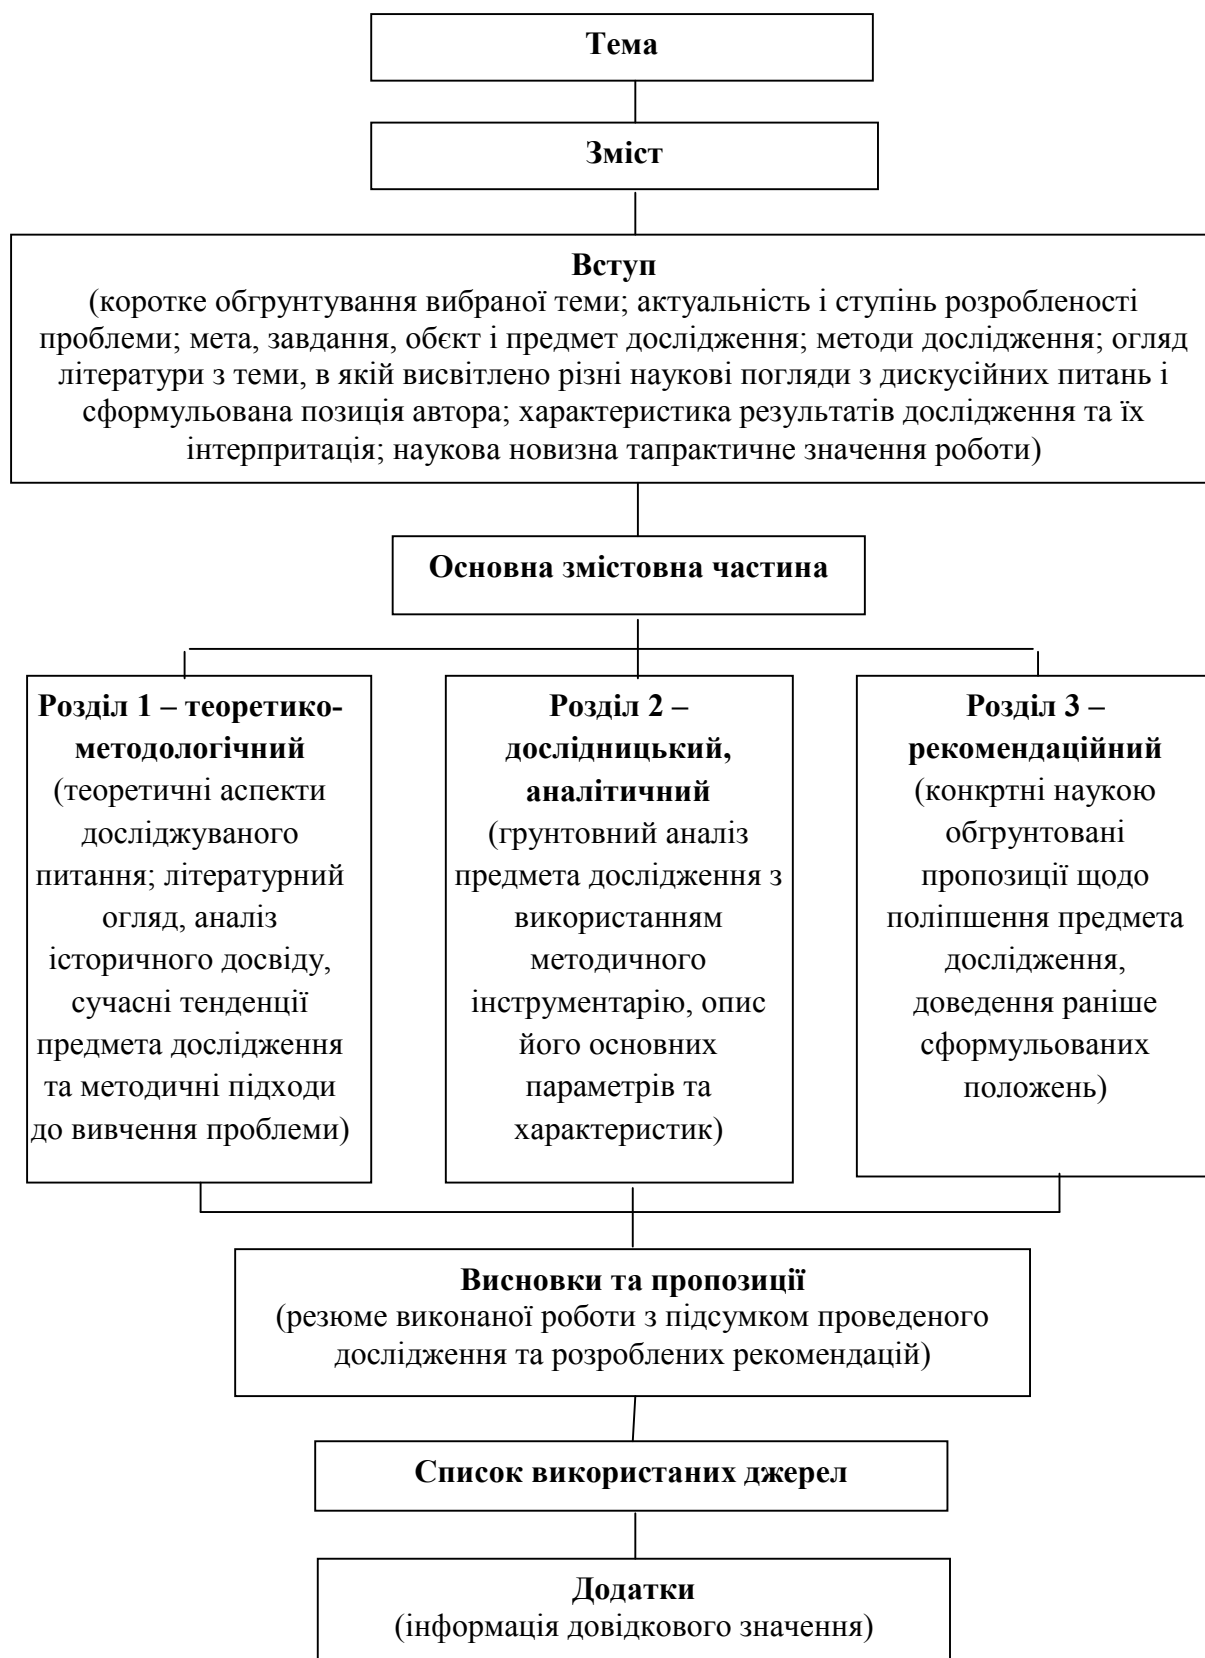 Тема
Зміст
Вступ
(коротке обгрунтування вибраної теми; актуальність і ступінь розробленості
проблеми; мета, завдання, обєкт і предмет дослідження; методи дослідження; огляд
літератури з теми, в якій висвітлено різні наукові погляди з дискусійних питань і
сформульована позиція автора; характеристика результатів дослідження та їх
інтерпритація; наукова новизна тапрактичне значення роботи)
Основна змістовна частина
Розділ 1 – теоретико-
методологічний
(теоретичні аспекти
досліджуваного
питання; літературний
огляд, аналіз
історичного досвіду,
сучасні тенденції
предмета дослідження
та методичні підходи
до вивчення проблеми)
Розділ 2 –
дослідницький,
аналітичний
(грунтовний аналіз
предмета дослідження з
використанням
методичного
інструментарію, опис
його основних
параметрів та
характеристик)
Розділ 3 –
рекомендаційний
(конкртні наукою
обгрунтовані
пропозиції щодо
поліпшення предмета
дослідження,
доведення раніше
сформульованих
положень)
Висновки та пропозиції
(резюме виконаної роботи з підсумком проведеного
дослідження та розроблених рекомендацій)
Список використаних джерел
Додатки
(інформація довідкового значення)